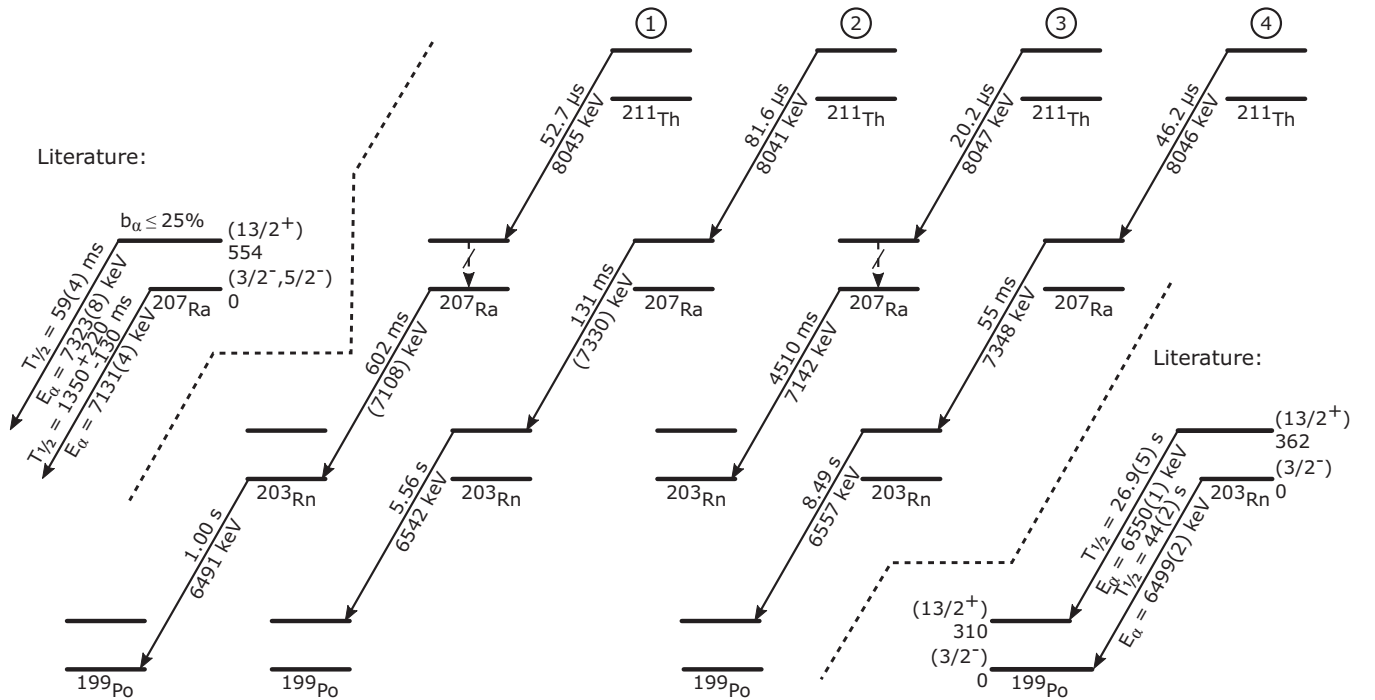 ① ② ③ ④
52.7 μs
8045 keV
²¹¹Th
81.6 μs
8041 keV
²¹¹Th
20.2 μs
8047 keV
²¹¹Th
46.2 μs
8046 keV
²¹¹Th
Literature:
b_α ≤ 25%
(13/2⁺)
554
(3/2⁻,5/2⁻)
0
²⁰⁷Ra
T₁/₂ = 59(4) ms
E_α = 7323(8) keV
T₁/₂ = 1350 +220 -130 ms
E_α = 7131(4) keV
²⁰⁷Ra
602 ms
(7108) keV
²⁰⁷Ra
131 ms
(7330) keV
²⁰⁷Ra
4510 ms
7142 keV
²⁰⁷Ra
55 ms
7348 keV
²⁰³Rn
1.00 s
6491 keV
²⁰³Rn
5.56 s
6542 keV
²⁰³Rn
²⁰³Rn
8.49 s
6557 keV
Literature:
(13/2⁺)
362
(3/2⁻)
²⁰³Rn 0
T₁/₂ = 26.9(5) s
E_α = 6550(1) keV
T₁/₂ = 44(2) s
E_α = 6499(2) keV
(13/2⁺)
310
(3/2⁻)
0
¹⁹⁹Po
¹⁹⁹Po
¹⁹⁹Po
¹⁹⁹Po